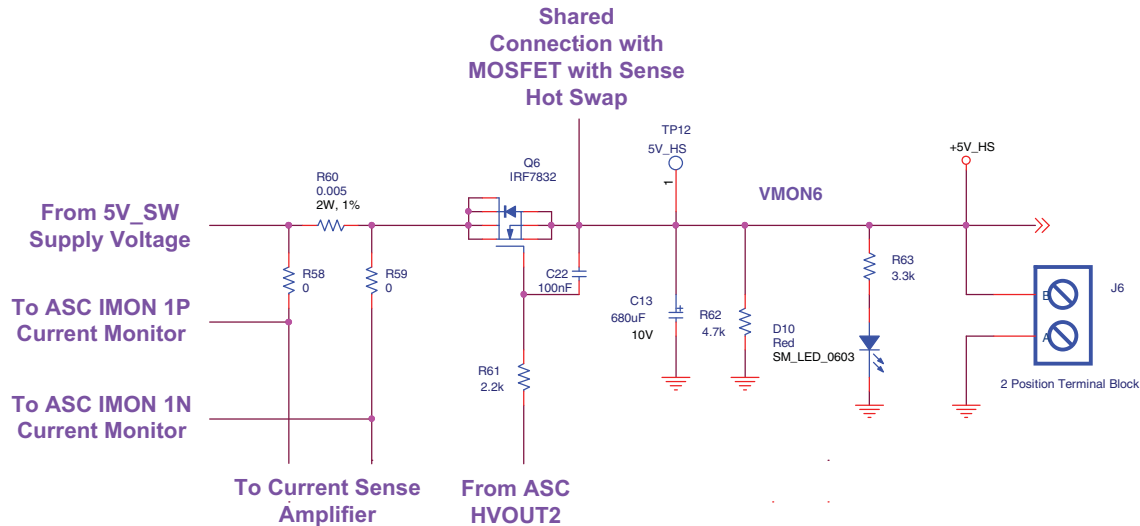 Shared
Connection with
MOSFET with Sense
Hot Swap
TP12
5V_HS
1
+5V_HS
Q6
IRF7832
R60
0.005
2W, 1%
VMON6
From 5V_SW
Supply Voltage
R58
0
R59
0
C22
100nF
R63
3.3k
J6
B
A
To ASC IMON 1P
Current Monitor
C13
680uF
10V
R62
4.7k
D10
Red
SM_LED_0603
R61
2.2k
2 Position Terminal Block
To ASC IMON 1N
Current Monitor
To Current Sense
Amplifier
From ASC
HVOUT2